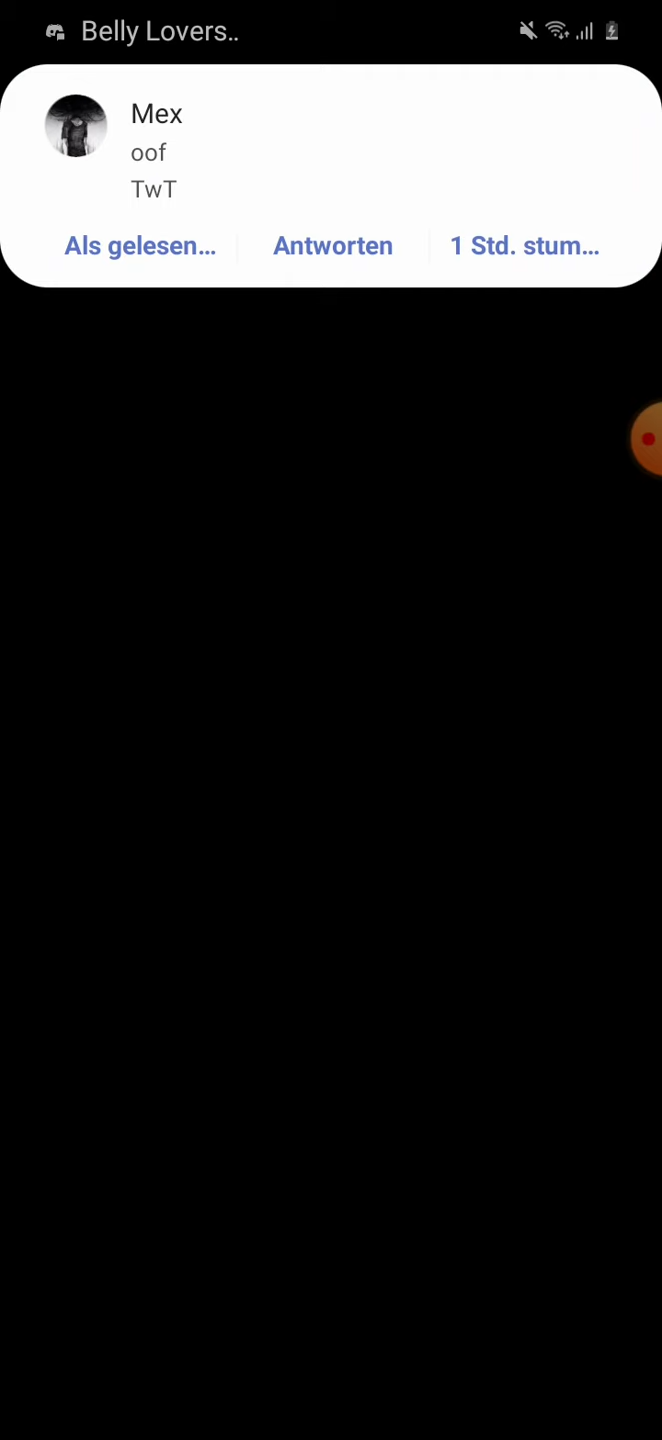 Belly Lovers..
Mex
oof
TwT
Als gelesen...
Antworten
1 Std. stum...